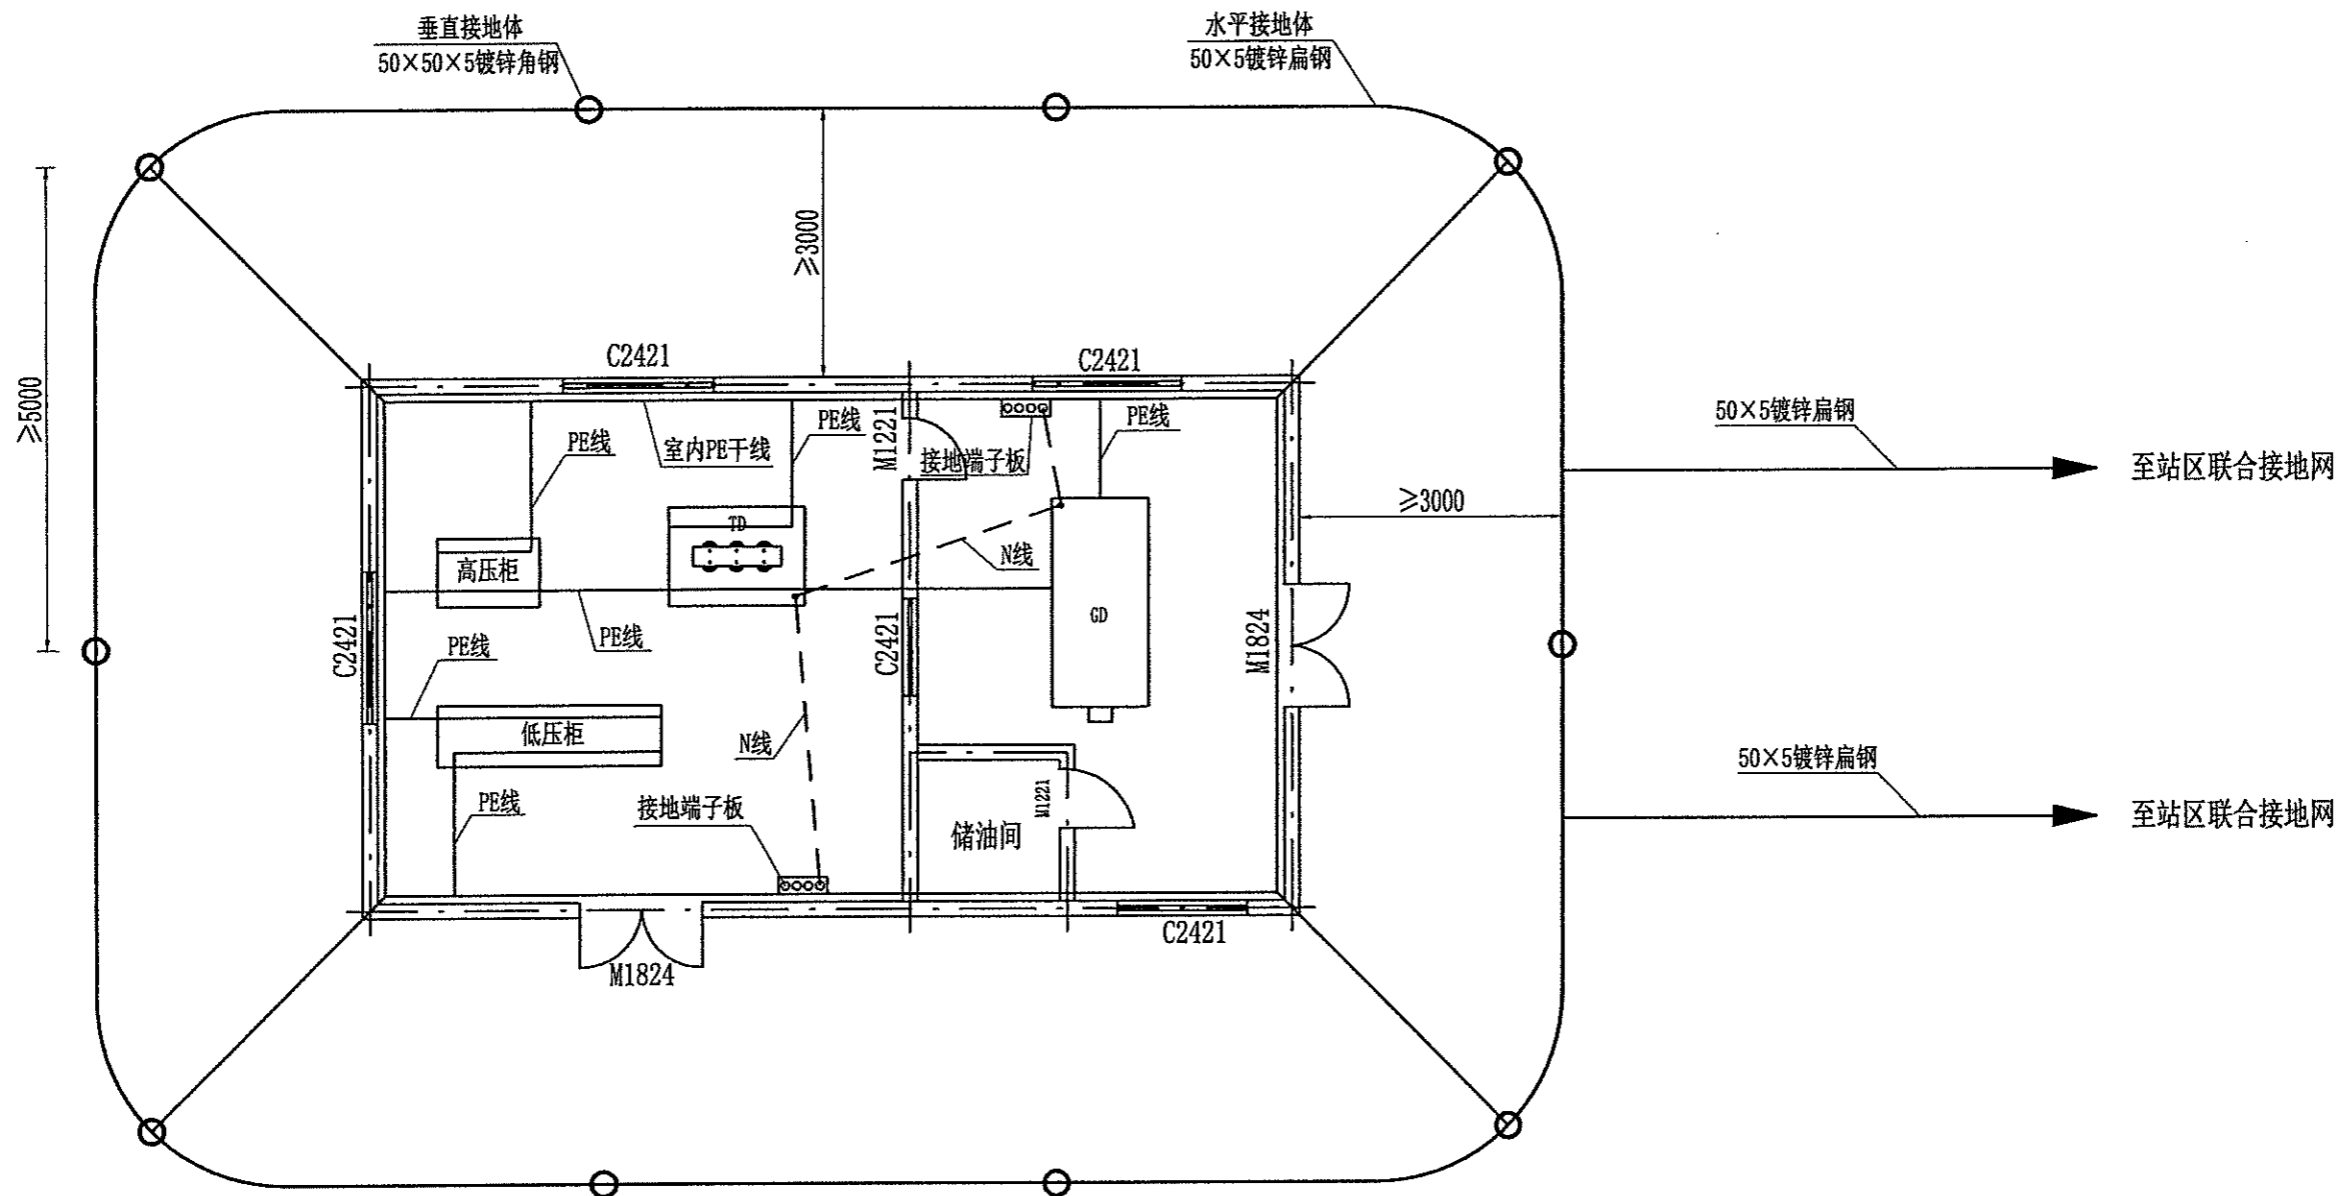 垂直接地体
50×50×5镀锌角钢
水平接地体
50×5镀锌扁钢
≥3000
≥5000
C2421
C2421
PE线
室内PE干线
PE线
M1221
接地端子板
PE线
50×5镀锌扁钢
至站区联合接地网
≥3000
TD
高压柜
N线
GD
C2421
PE线
PE线
C2421
M1824
低压柜
N线
50×5镀锌扁钢
至站区联合接地网
PE线
接地端子板
M1221
储油间
C2421
M1824